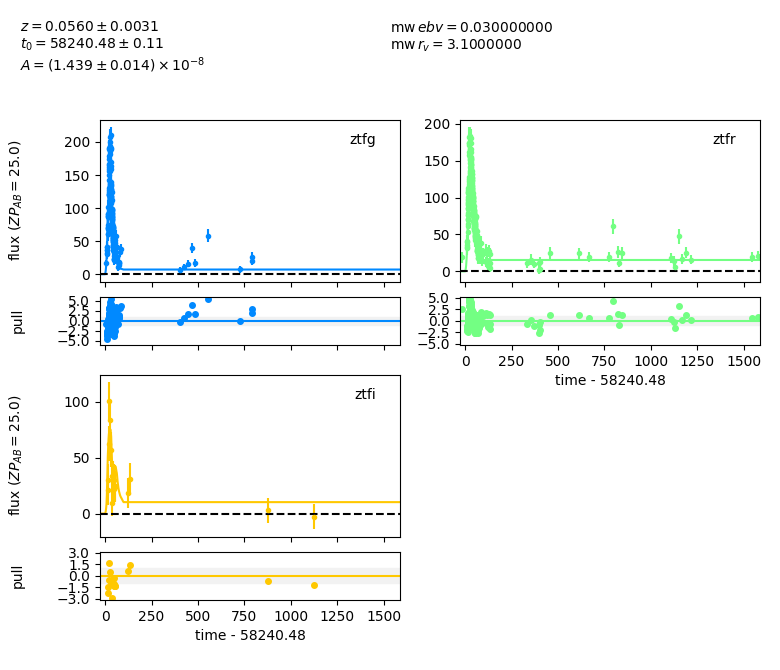 z = 0.0560 ± 0.0031
t₀ = 58240.48 ± 0.11
A = (1.439 ± 0.014) × 10⁻⁸
mw ebv = 0.030000000
mw r_v = 3.1000000
flux (ZP_AB = 25.0)
ztfg
200
150
100
50
0
pull
5.0
2.5
0.0
−2.5
−5.0
ztfr
200
150
100
50
0
5.0
2.5
0.0
−2.5
−5.0
0 250 500 750 1000 1250 1500
time - 58240.48
flux (ZP_AB = 25.0)
ztfi
100
50
0
pull
3.0
1.5
0.0
−1.5
−3.0
0 250 500 750 1000 1250 1500
time - 58240.48